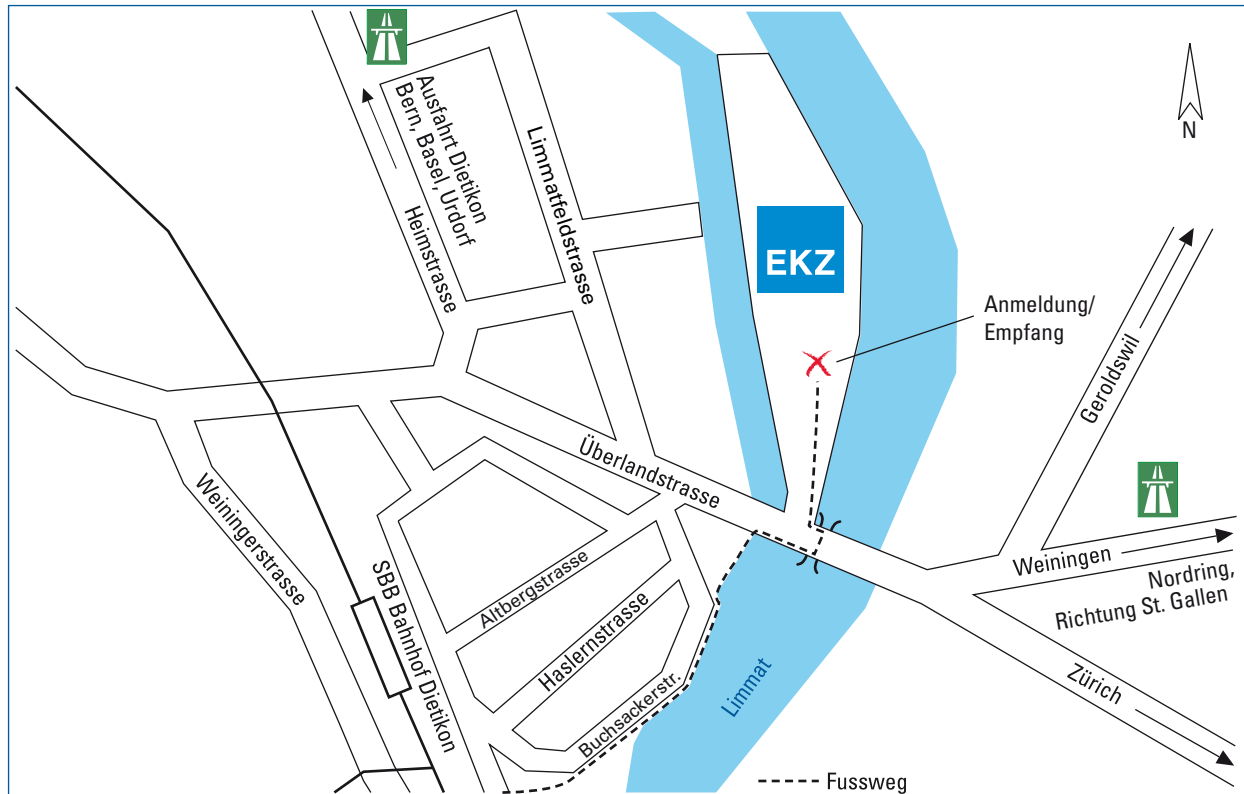 Ausfahrt Dietikon
Bern, Basel, Urdorf
Heimstrasse
Limmatfeldstrasse
N
EKZ
Anmeldung/
Empfang
Geroldswil
Überlandstrasse
Weiningerstrasse
SBB Bahnhof Dietikon
Altbergstrasse
Haslernstrasse
Buchsackerstr.
Limmat
Weiningen
Nordring,
Richtung St. Gallen
Zürich
Fussweg